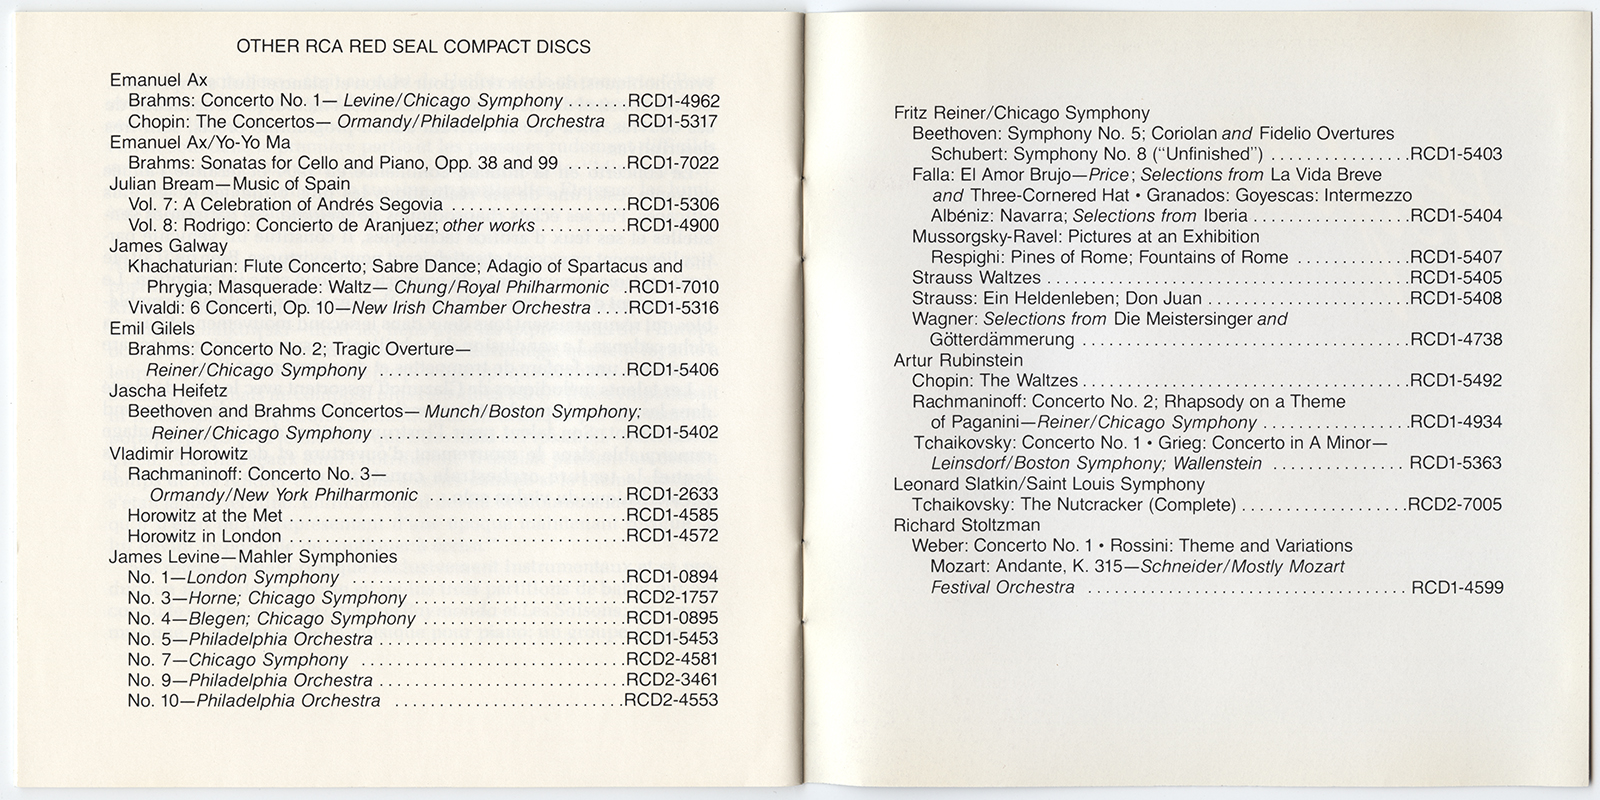 OTHER RCA RED SEAL COMPACT DISCS
Emanuel Ax
Brahms: Concerto No. 1— Levine/Chicago Symphony .......RCD1-4962
Chopin: The Concertos— Ormandy/Philadelphia Orchestra RCD1-5317
Emanuel Ax/Yo-Yo Ma
Brahms: Sonatas for Cello and Piano, Opp. 38 and 99 .......RCD1-7022
Julian Bream—Music of Spain
Vol. 7: A Celebration of Andrés Segovia ....................RCD1-5306
Vol. 8: Rodrigo: Concierto de Aranjuez; other works ..........RCD1-4900
James Galway
Khachaturian: Flute Concerto; Sabre Dance; Adagio of Spartacus and
Phrygia; Masquerade: Waltz— Chung/Royal Philharmonic .RCD1-7010
Vivaldi: 6 Concerti, Op. 10—New Irish Chamber Orchestra ....RCD1-5316
Emil Gilels
Brahms: Concerto No. 2; Tragic Overture—
Reiner/Chicago Symphony .............................RCD1-5406
Jascha Heifetz
Beethoven and Brahms Concertos— Munch/Boston Symphony;
Reiner/Chicago Symphony ............................RCD1-5402
Vladimir Horowitz
Rachmaninoff: Concerto No. 3—
Ormandy/New York Philharmonic ......................RCD1-2633
Horowitz at the Met ......................................RCD1-4585
Horowitz in London ......................................RCD1-4572
James Levine—Mahler Symphonies
No. 1—London Symphony ...............................RCD1-0894
No. 3—Horne; Chicago Symphony ........................RCD2-1757
No. 4—Blegen; Chicago Symphony .......................RCD1-0895
No. 5—Philadelphia Orchestra ............................RCD1-5453
No. 7—Chicago Symphony ..............................RCD2-4581
No. 9—Philadelphia Orchestra ............................RCD2-3461
No. 10—Philadelphia Orchestra ..........................RCD2-4553
Fritz Reiner/Chicago Symphony
Beethoven: Symphony No. 5; Coriolan and Fidelio Overtures
Schubert: Symphony No. 8 (“Unfinished”) ................RCD1-5403
Falla: El Amor Brujo—Price; Selections from La Vida Breve
and Three-Cornered Hat • Granados: Goyescas: Intermezzo
Albéniz: Navarra; Selections from Iberia ..................RCD1-5404
Mussorgsky-Ravel: Pictures at an Exhibition
Respighi: Pines of Rome; Fountains of Rome .............RCD1-5407
Strauss Waltzes .........................................RCD1-5405
Strauss: Ein Heldenleben; Don Juan .......................RCD1-5408
Wagner: Selections from Die Meistersinger and
Götterdämmerung .....................................RCD1-4738
Artur Rubinstein
Chopin: The Waltzes.....................................RCD1-5492
Rachmaninoff: Concerto No. 2; Rhapsody on a Theme
of Paganini—Reiner/Chicago Symphony .................RCD1-4934
Tchaikovsky: Concerto No. 1 • Grieg: Concerto in A Minor—
Leinsdorf/Boston Symphony; Wallenstein ............... RCD1-5363
Leonard Slatkin/Saint Louis Symphony
Tchaikovsky: The Nutcracker (Complete) ...................RCD2-7005
Richard Stoltzman
Weber: Concerto No. 1 • Rossini: Theme and Variations
Mozart: Andante, K. 315—Schneider/Mostly Mozart
Festival Orchestra .................................... RCD1-4599